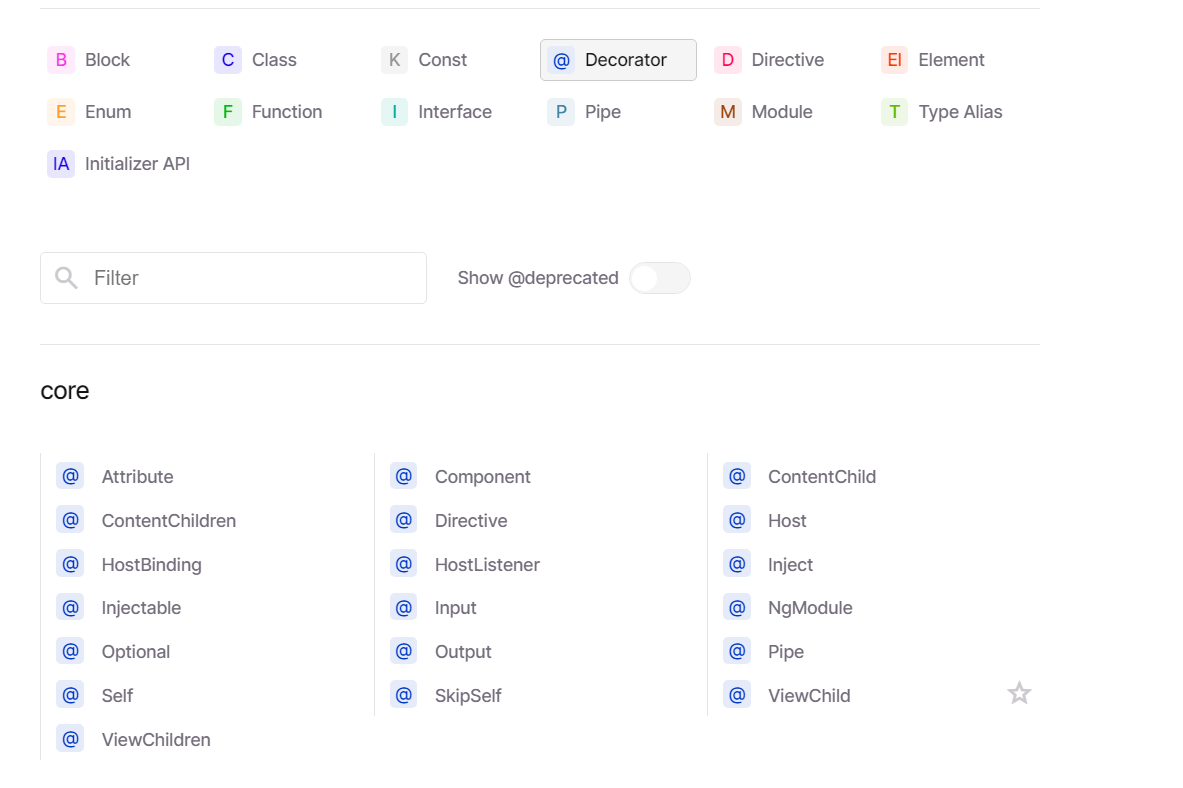 B Block C Class K Const @ Decorator D Directive El Element
E Enum F Function I Interface P Pipe M Module T Type Alias
IA Initializer API
Filter Show @deprecated
core
@ Attribute @ Component @ ContentChild
@ ContentChildren @ Directive @ Host
@ HostBinding @ HostListener @ Inject
@ Injectable @ Input @ NgModule
@ Optional @ Output @ Pipe
@ Self @ SkipSelf @ ViewChild
@ ViewChildren